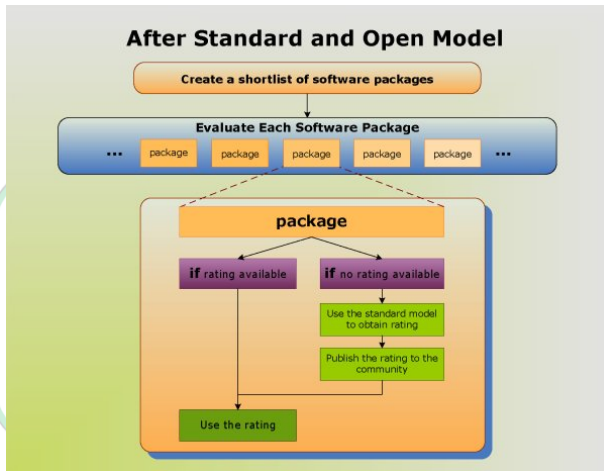 After Standard and Open Model
Create a shortlist of software packages
Evaluate Each Software Package
... package package package package package ...
package
if rating available
if no rating available
Use the standard model
to obtain rating
Publish the rating to the
community
Use the rating